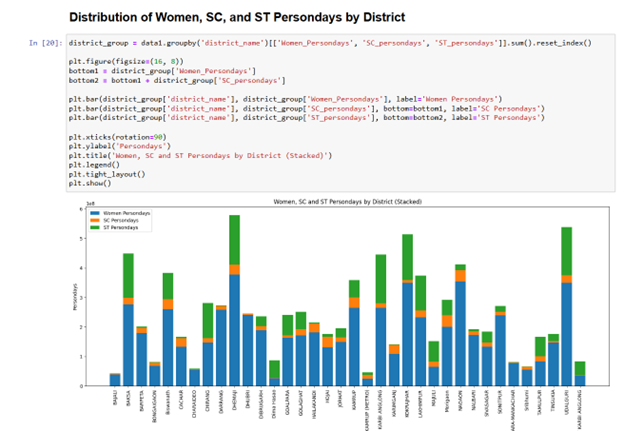 Distribution of Women, SC, and ST Persondays by District
In [20]: district_group = data1.groupby('district_name')[['Women_Persondays', 'SC_persondays', 'ST_persondays']].sum().reset_index()
plt.figure(figsize=(16, 8))
bottom1 = district_group['Women_Persondays']
bottom2 = bottom1 + district_group['SC_persondays']
plt.bar(district_group['district_name'], district_group['Women_Persondays'], label='Women Persondays')
plt.bar(district_group['district_name'], district_group['SC_persondays'], bottom=bottom1, label='SC Persondays')
plt.bar(district_group['district_name'], district_group['ST_persondays'], bottom=bottom2, label='ST Persondays')
plt.xticks(rotation=90)
plt.ylabel('Persondays')
plt.title('Women, SC and ST Persondays by District (Stacked)')
plt.legend()
plt.tight_layout()
plt.show()
Women, SC and ST Persondays by District (Stacked)
1e8
Women Persondays
SC Persondays
ST Persondays
Persondays
6
5
4
3
2
1
0
BAJALI
BAKSA
BARPETA
BONGAIGAON
Biswanath
CACHAR
CHARAIDEO
CHIRANG
DARRANG
DHEMAJI
DHUBRI
DIBRUGARH
Dima Hasao
GOALPARA
GOLAGHAT
HAILAKANDI
HOJAI
JORHAT
KAMRUP
KAMRUP (METRO)
KARBI ANGLONG
KARIMGANJ
KOKRAJHAR
LAKHIMPUR
MAJULI
Morigaon
NAGAON
NALBARI
SIVASAGAR
SONITPUR
TAMULPUR
TINSUKIA
UDALGURI
KARBI ANGLONG